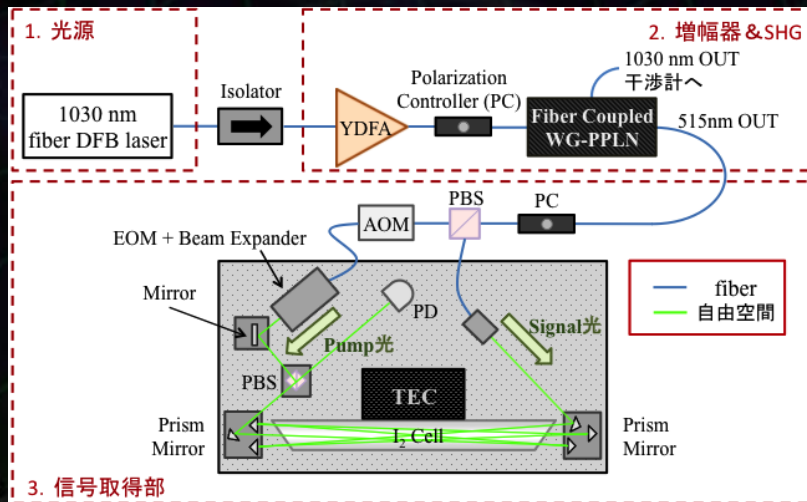 1. 光源
2. 増幅器&SHG
1030 nm
fiber DFB laser
Isolator
YDFA
Polarization
Controller (PC)
Fiber Coupled
WG-PPLN
1030 nm OUT
干渉計へ
515nm OUT
PBS
PC
AOM
EOM + Beam Expander
Mirror
PD
Pump光
Signal光
PBS
TEC
I₂ Cell
Prism
Mirror
Prism
Mirror
fiber
自由空間
3. 信号取得部